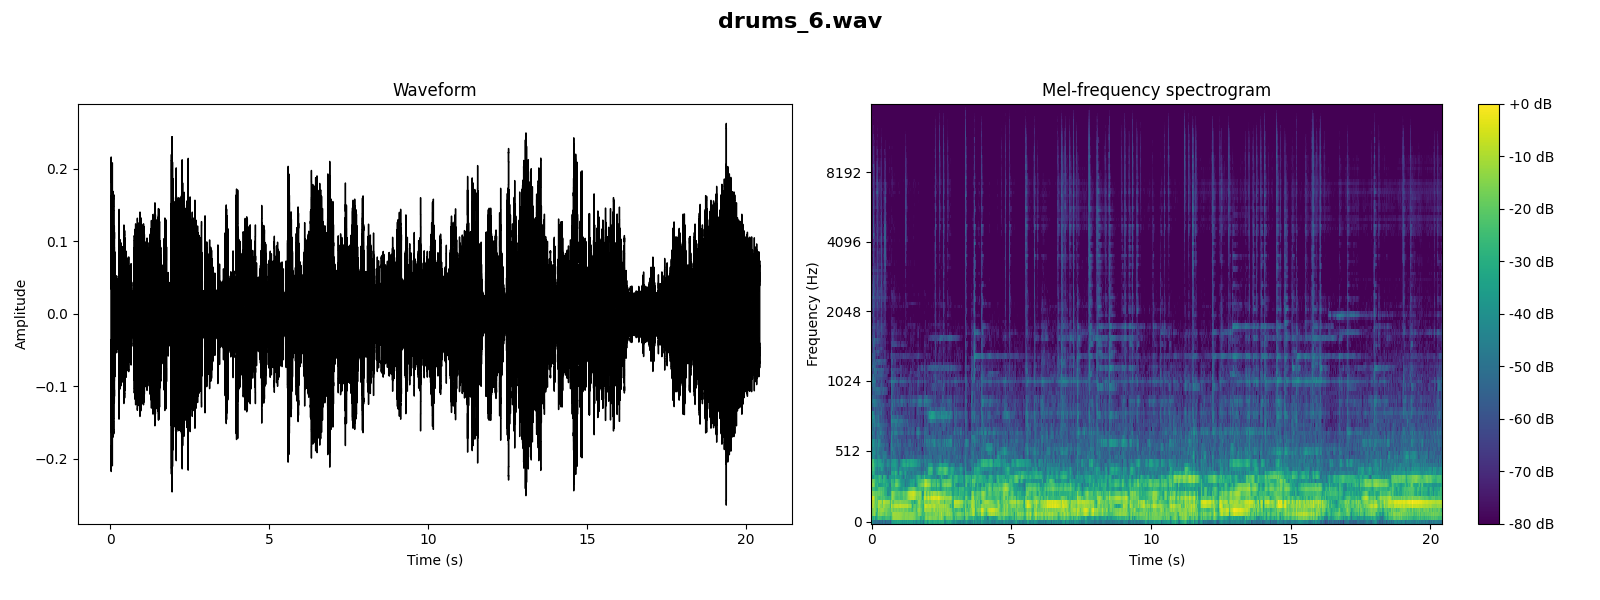 drums_6.wav
Waveform
Amplitude
0.2
0.1
0.0
−0.1
−0.2
0 5 10 15 20
Time (s)
Mel-frequency spectrogram
Frequency (Hz)
8192
4096
2048
1024
512
0
0 5 10 15 20
Time (s)
+0 dB
-10 dB
-20 dB
-30 dB
-40 dB
-50 dB
-60 dB
-70 dB
-80 dB